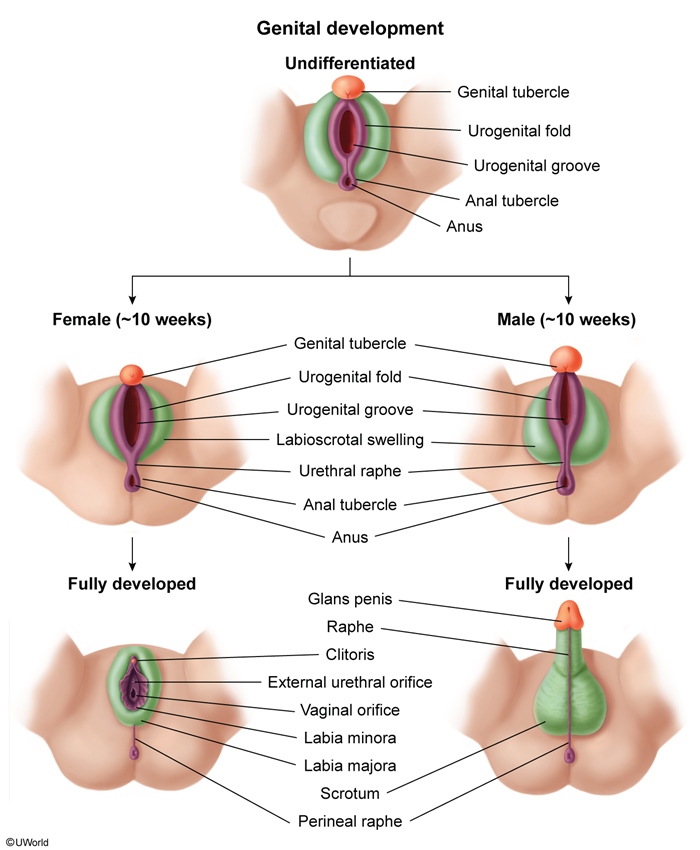 Genital development
Undifferentiated
Genital tubercle
Urogenital fold
Urogenital groove
Anal tubercle
Anus
Female (~10 weeks)
Male (~10 weeks)
Genital tubercle
Urogenital fold
Urogenital groove
Labioscrotal swelling
Urethral raphe
Anal tubercle
Anus
Fully developed
Fully developed
Glans penis
Raphe
Clitoris
External urethral orifice
Vaginal orifice
Labia minora
Labia majora
Scrotum
Perineal raphe
©UWorld